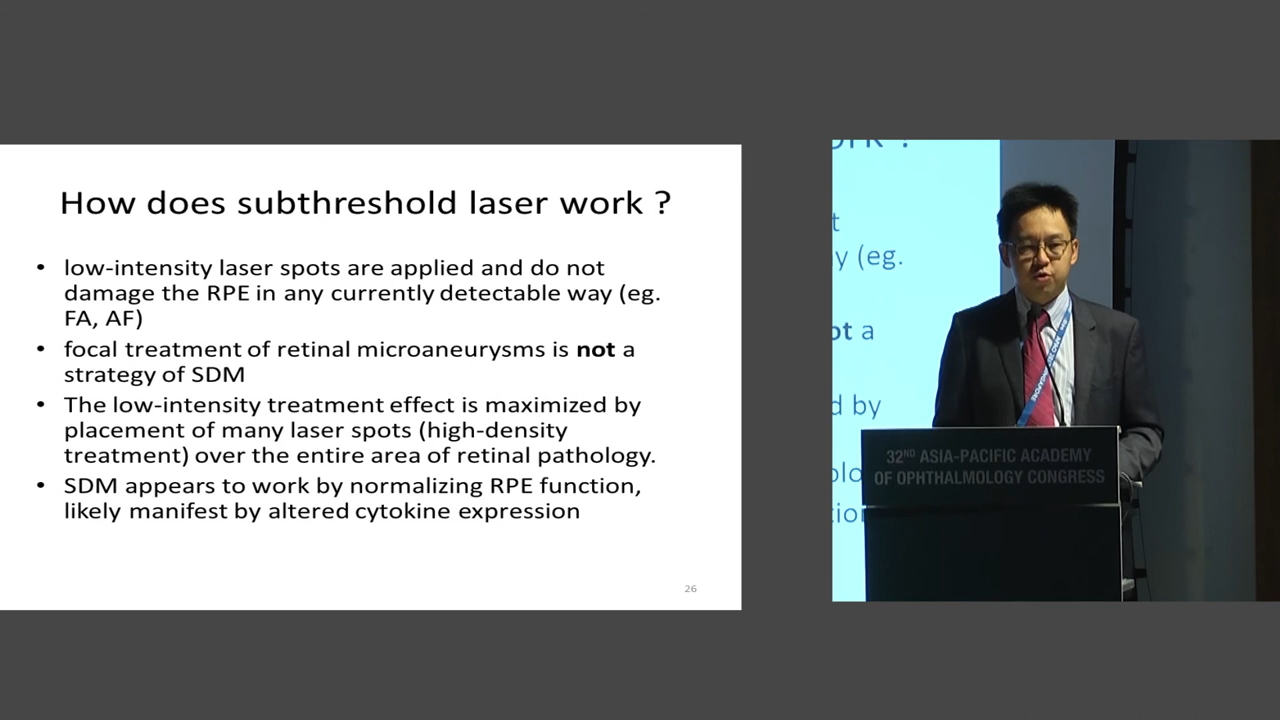 How does subthreshold laser work ?
• low-intensity laser spots are applied and do not
damage the RPE in any currently detectable way (eg.
FA, AF)
• focal treatment of retinal microaneurysms is not a
strategy of SDM
• The low-intensity treatment effect is maximized by
placement of many laser spots (high-density
treatment) over the entire area of retinal pathology.
• SDM appears to work by normalizing RPE function,
likely manifest by altered cytokine expression
26
y (eg.
a
d by
32ND ASIA-PACIFIC ACADEMY
OF OPHTHALMOLOGY CONGRESS